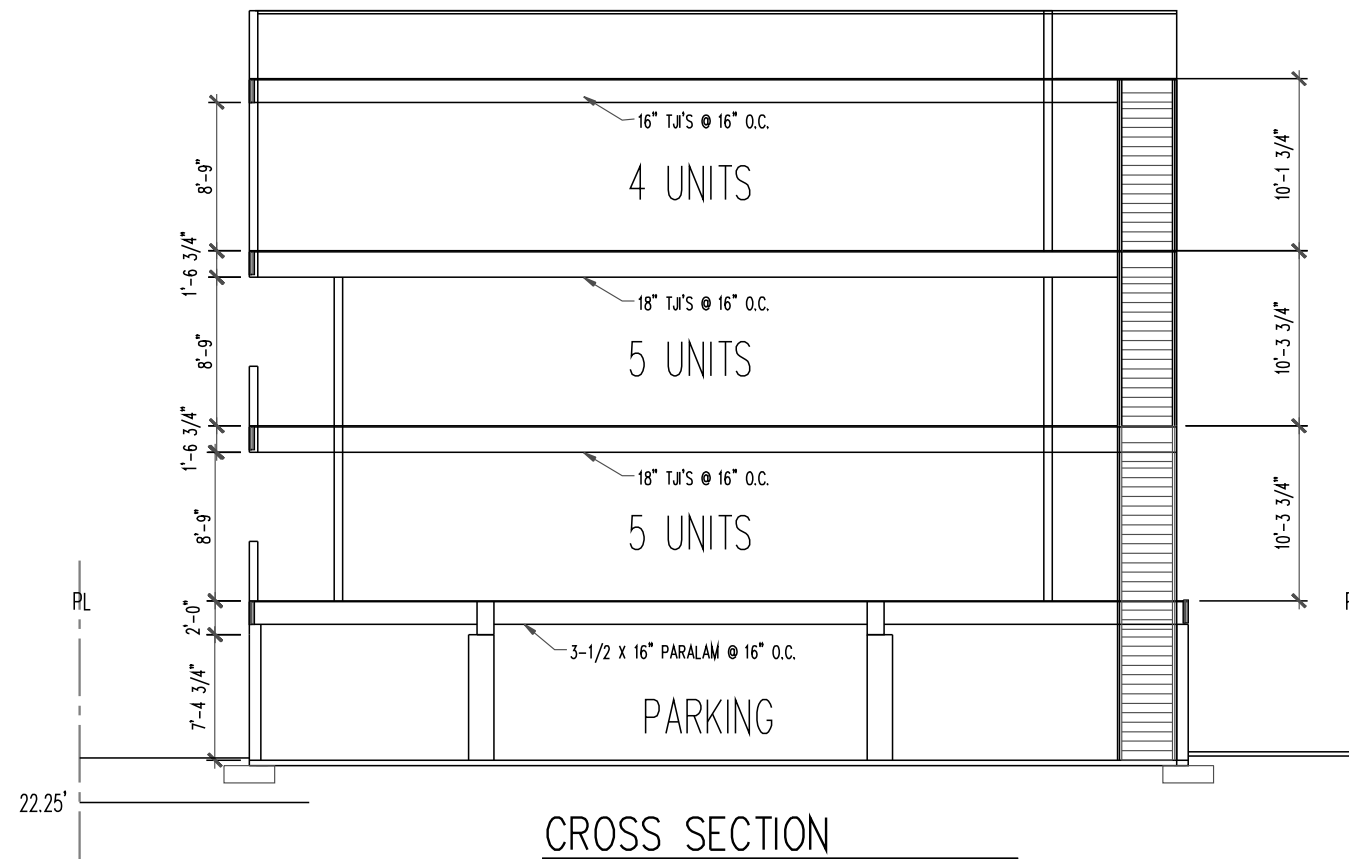 16" TJI'S @ 16" O.C.
8'-9"
4 UNITS
10'-1 3/4"
1'-6 3/4"
18" TJI'S @ 16" O.C.
8'-9"
5 UNITS
10'-3 3/4"
1'-6 3/4"
18" TJI'S @ 16" O.C.
8'-9"
5 UNITS
10'-3 3/4"
PL
2'-0"
3-1/2 X 16" PARALAM @ 16" O.C.
7'-4 3/4"
PARKING
22.25'
CROSS SECTION